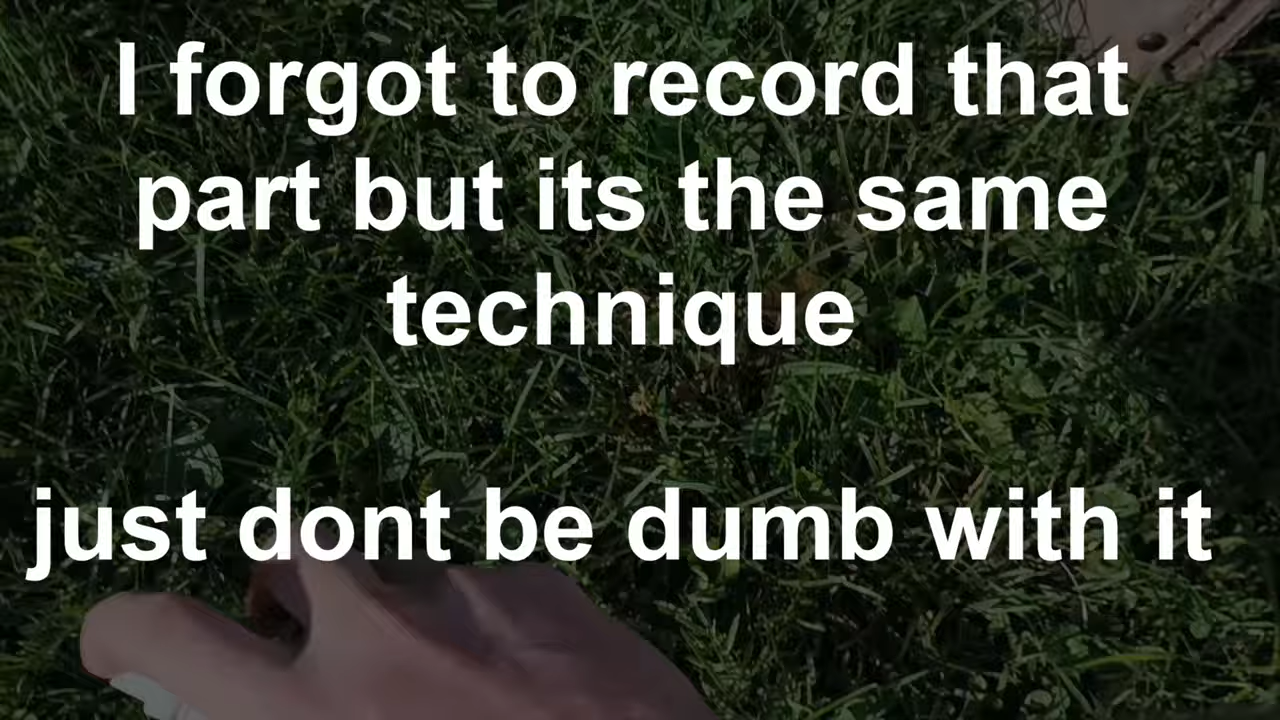 I forgot to record that
part but its the same
technique
just dont be dumb with it